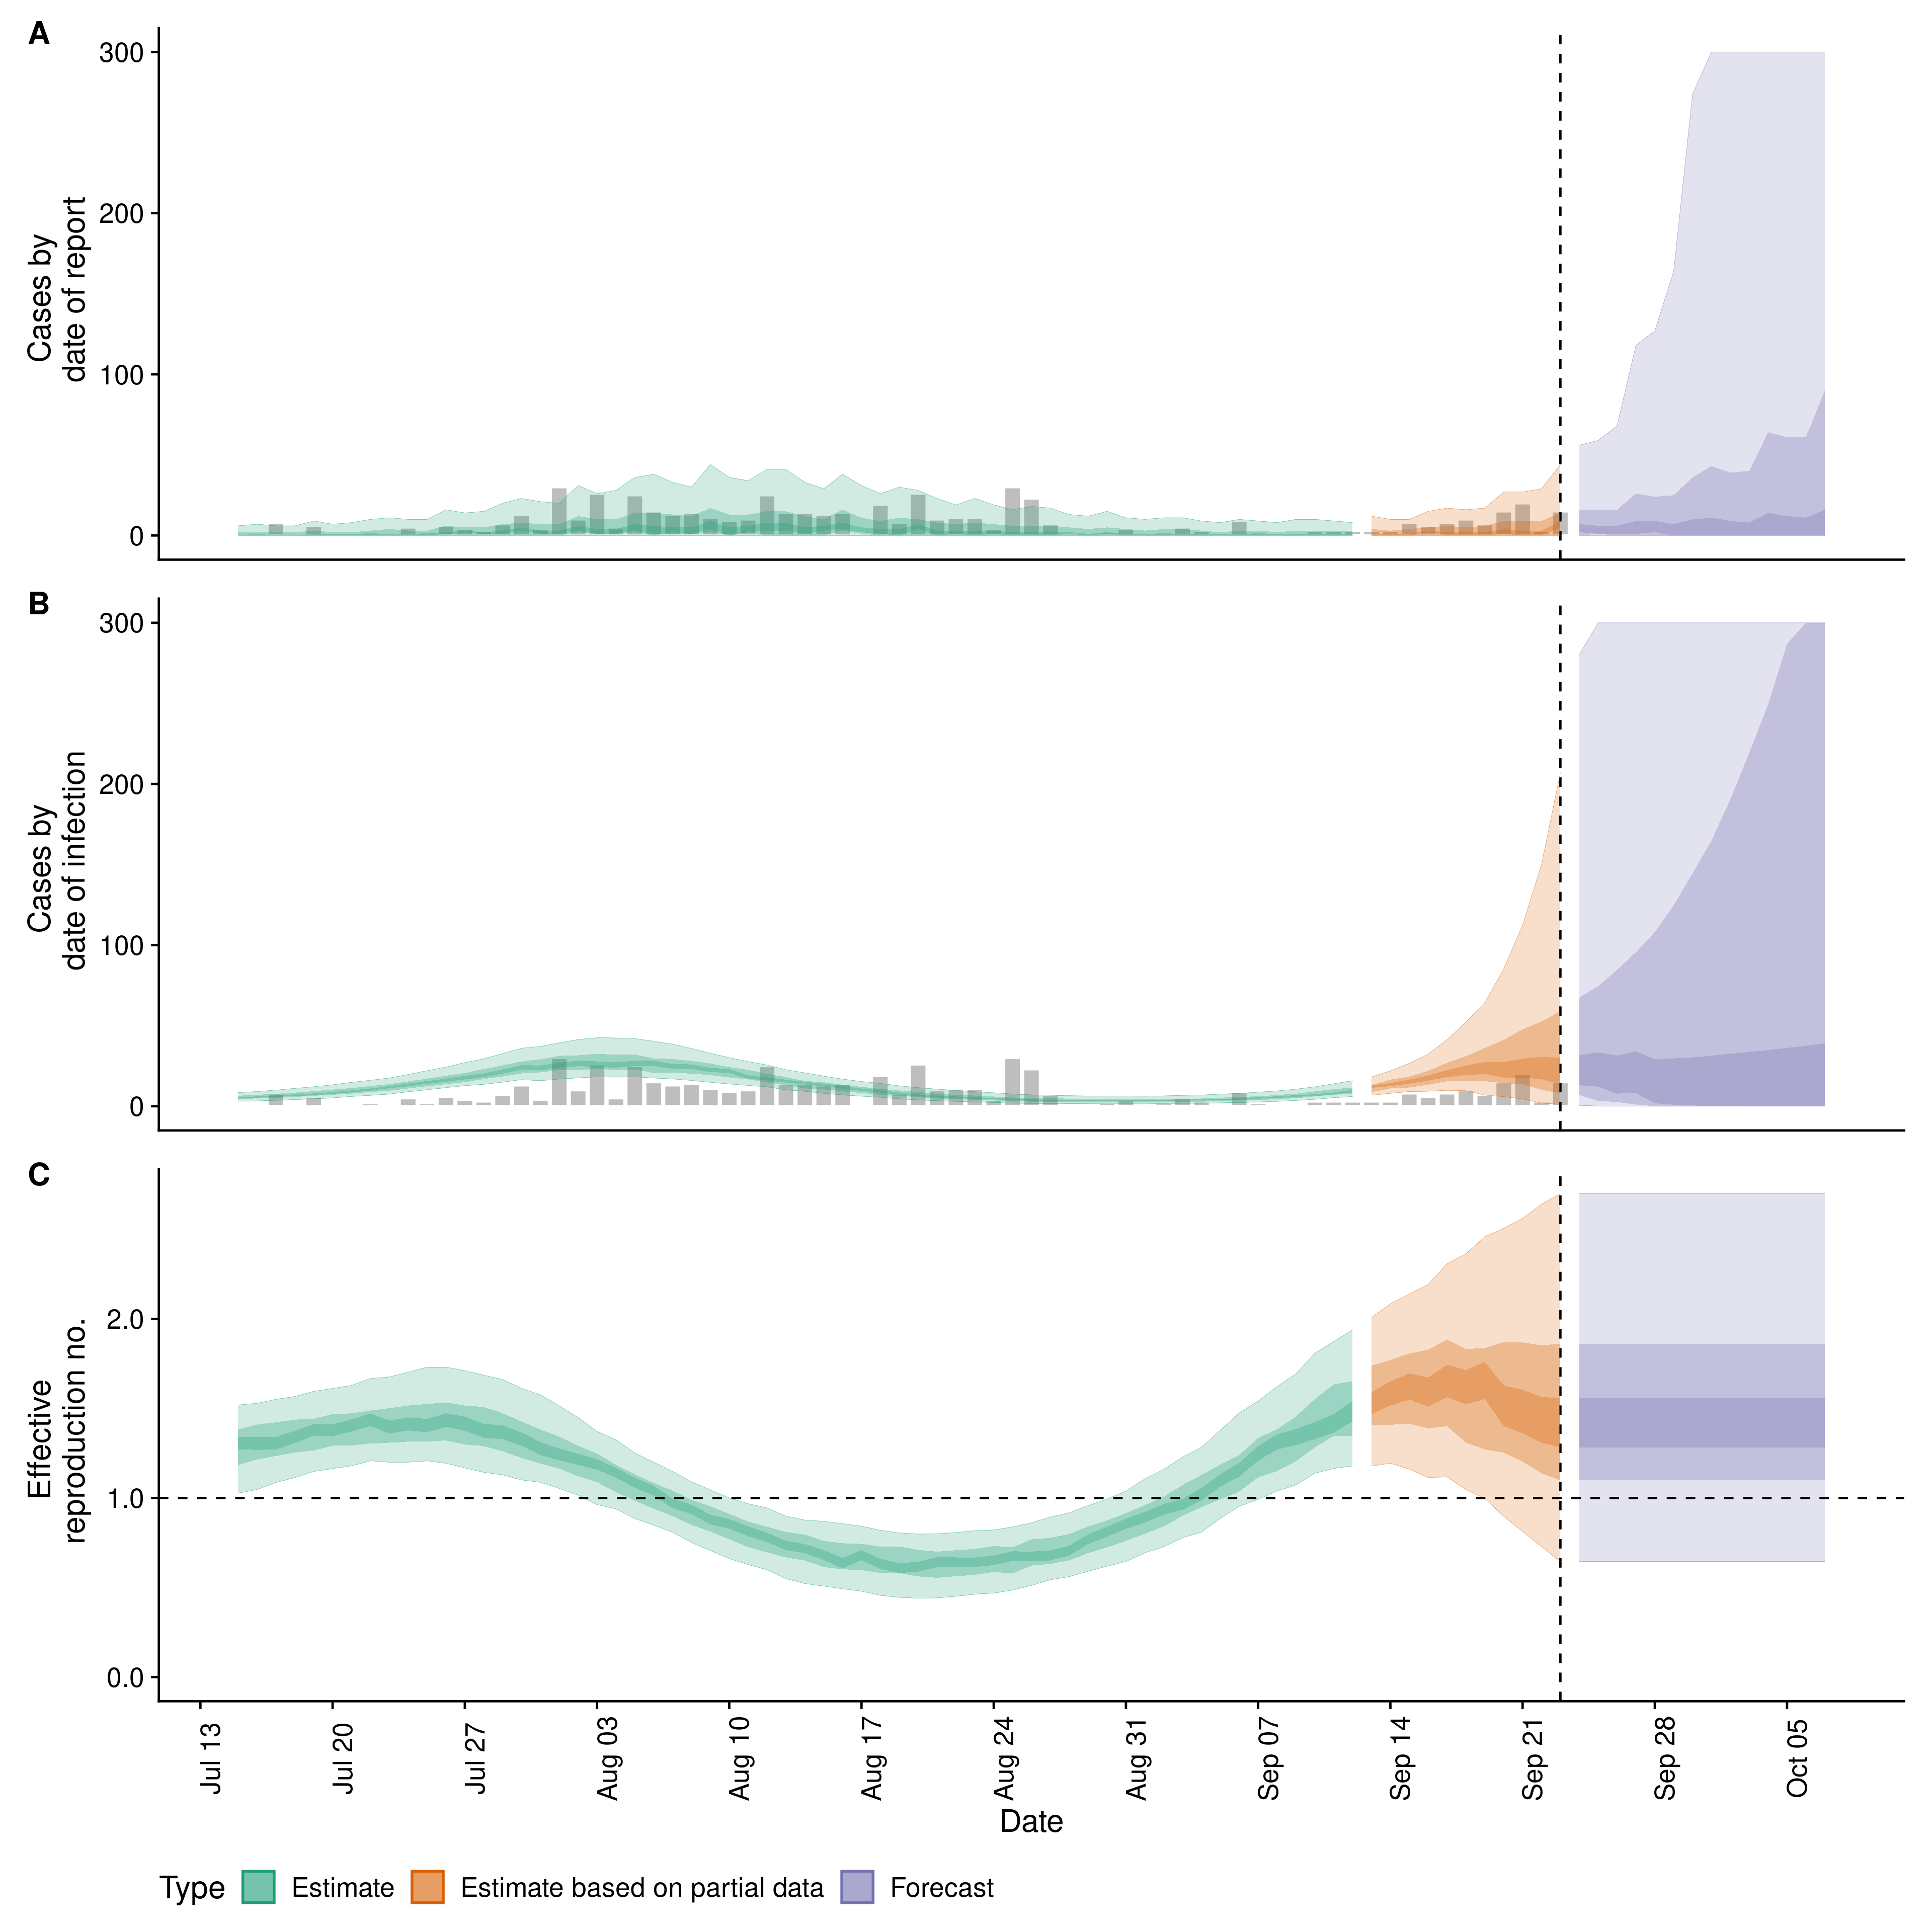 A
300
200
100
0
Cases by
date of report
B
300
200
100
0
Cases by
date of infection
C
2.0
1.0
0.0
Effective
reproduction no.
Jul 13
Jul 20
Jul 27
Aug 03
Aug 10
Aug 17
Aug 24
Aug 31
Sep 07
Sep 14
Sep 21
Sep 28
Oct 05
Date
Type Estimate Estimate based on partial data Forecast